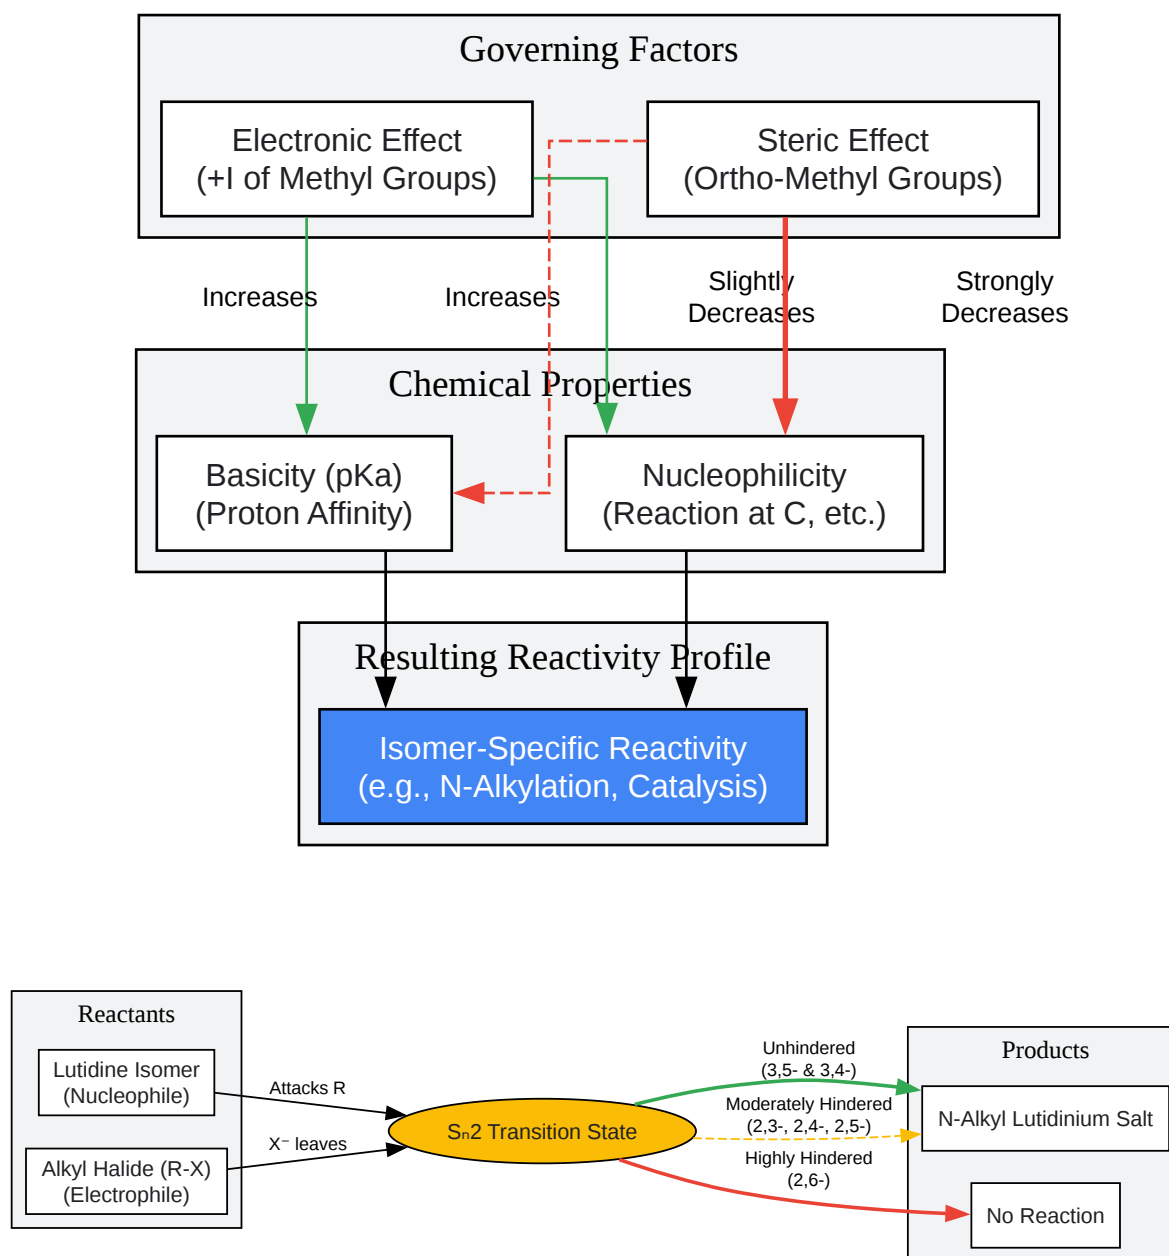 Governing Factors
Electronic Effect
(+I of Methyl Groups)
Steric Effect
(Ortho-Methyl Groups)
Increases
Increases
Slightly
Decreases
Strongly
Decreases
Chemical Properties
Basicity (pKa)
(Proton Affinity)
Nucleophilicity
(Reaction at C, etc.)
Resulting Reactivity Profile
Isomer-Specific Reactivity
(e.g., N-Alkylation, Catalysis)
Reactants
Lutidine Isomer
(Nucleophile)
Alkyl Halide (R-X)
(Electrophile)
Attacks R
X⁻ leaves
Sₙ2 Transition State
Unhindered
(3,5- & 3,4-)
Moderately Hindered
(2,3-, 2,4-, 2,5-)
Highly Hindered
(2,6-)
Products
N-Alkyl Lutidinium Salt
No Reaction